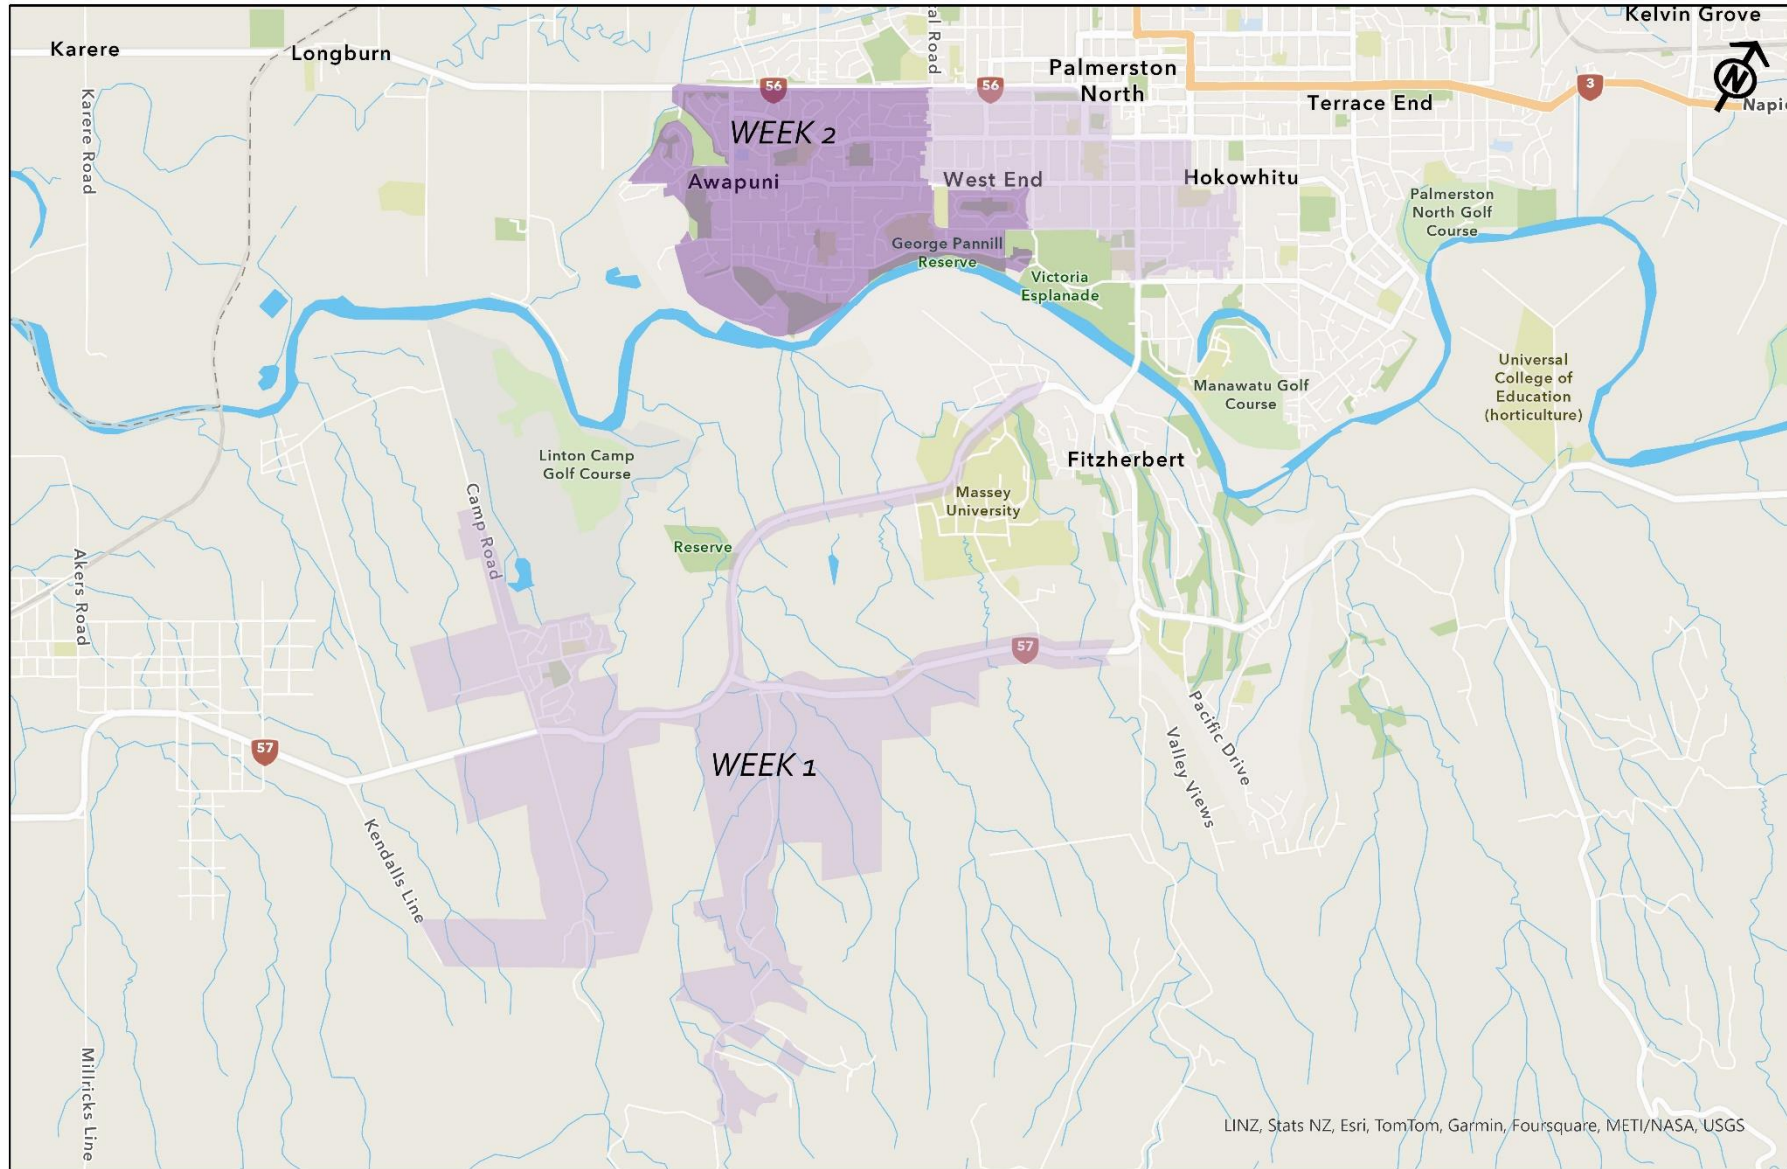 Kelvin Grove
Karere
Longburn
al Road
Palmerston
North
56
56
3
N
Terrace End
Karere Road
WEEK 2
Awapuni
West End
Hokowhitu
Palmerston
North Golf
Course
George Pannill
Reserve
Victoria
Esplanade
Universal
College of
Education
(horticulture)
Manawatu Golf
Course
Linton Camp
Golf Course
Fitzherbert
Massey
University
Camp Road
Reserve
Akers Road
57
57
Pacific Drive
Valley Views
WEEK 1
Kendalls Line
Millricks Line
LINZ, Stats NZ, Esri, TomTom, Garmin, Foursquare, METI/NASA, USGS